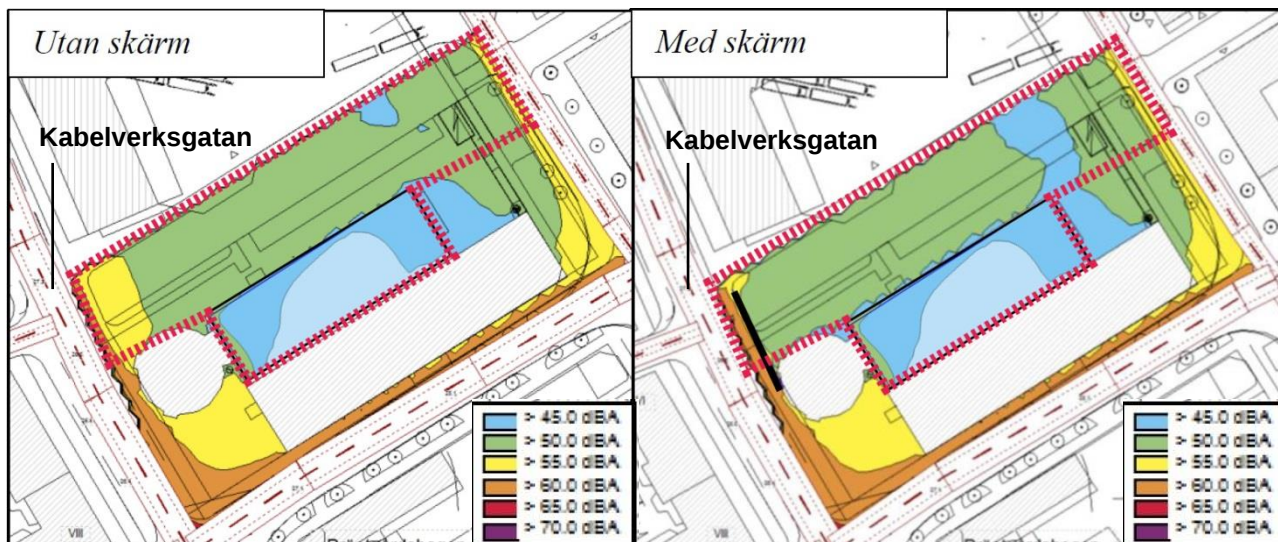 Utan skärm
Kabelverksgatan
VIII
> 45.0 dBA
> 50.0 dBA
> 55.0 dBA
> 60.0 dBA
> 65.0 dBA
> 70.0 dBA
Med skärm
Kabelverksgatan
VIII
> 45.0 dBA
> 50.0 dBA
> 55.0 dBA
> 60.0 dBA
> 65.0 dBA
> 70.0 dBA